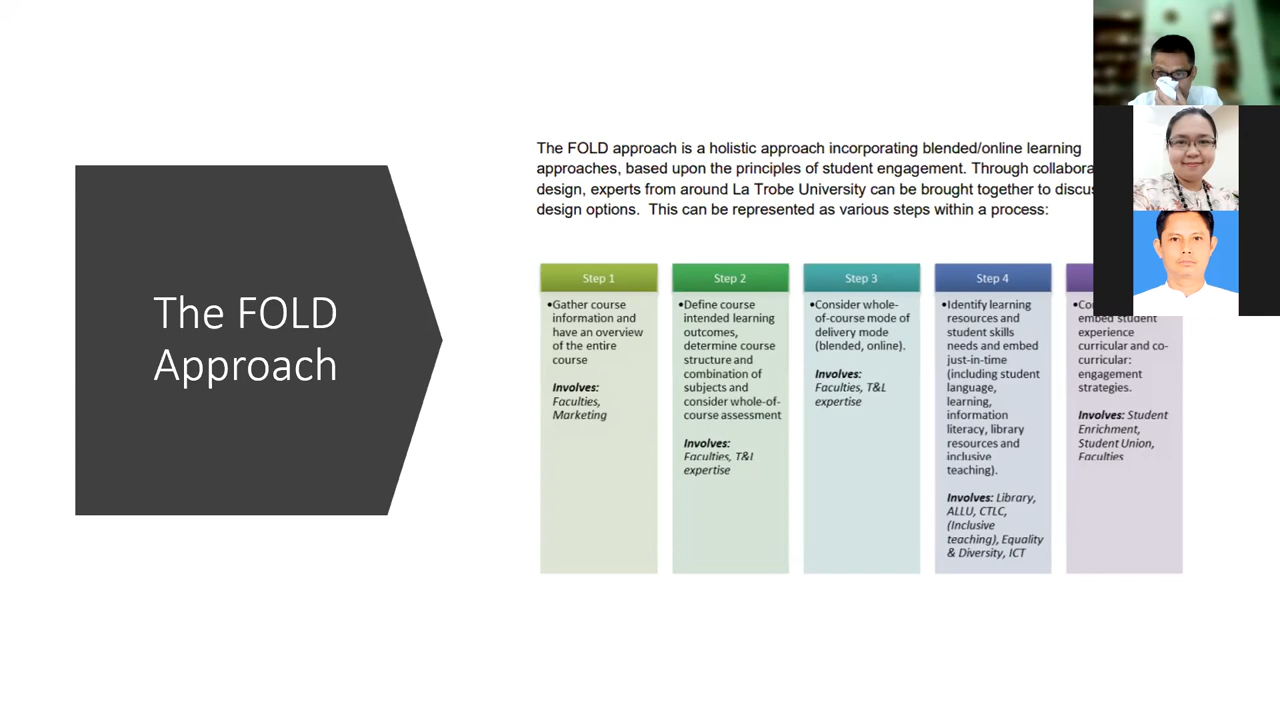 The FOLD
Approach
The FOLD approach is a holistic approach incorporating blended/online learning
approaches, based upon the principles of student engagement. Through
design, experts from around La Trobe University can be brought together to
design options. This can be represented as various steps within a process:
Step 1
•Gather course
information and
have an overview
of the entire
course
Involves:
Faculties,
Marketing
Step 2
•Define course
intended learning
outcomes,
determine course
structure and
combination of
subjects and
consider whole-of-
course assessment
Involves:
Faculties, T&L
expertise
Step 3
•Consider whole-
of-course mode of
delivery mode
(blended, online).
Involves:
Faculties, T&L
expertise
Step 4
•Identify learning
resources and
student skills
needs and embed
just-in-time
(including student
language,
learning,
information
literacy, library
resources and
inclusive
teaching).
Involves: Library,
ALLU, CTLC,
(Inclusive
teaching), Equality
& Diversity, ICT
embed student
experience
curricular and co-
curricular:
engagement
strategies.
Involves: Student
Enrichment,
Student Union,
Faculties